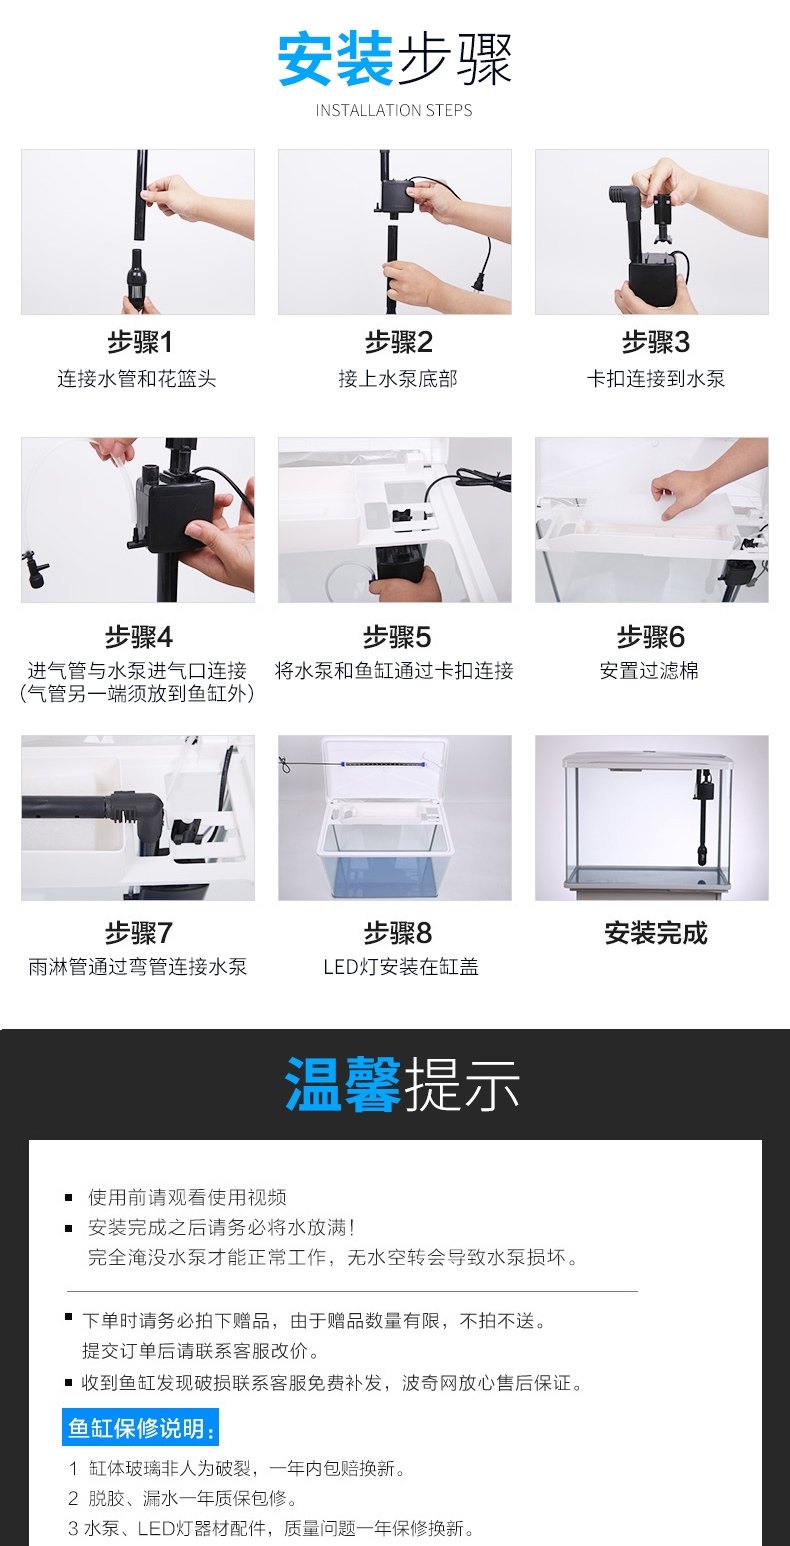 安装步骤
INSTALLATION STEPS
步骤1
步骤2
步骤3
连接水管和花篮头
接上水泵底部
卡扣连接到水泵
步骤4
步骤5
步骤6
进气管与水泵进气口连接
（气管另一端须放到鱼缸外）
将水泵和鱼缸通过卡扣连接
安置过滤棉
步骤7
步骤8
安装完成
雨淋管通过弯管连接水泵
LED灯安装在缸盖
温馨提示
使用前请观看使用视频
安装完成之后请务必将水放满！
完全淹没水泵才能正常工作，无水空转会导致水泵损坏。
下单时请务必拍下赠品，由于赠品数量有限，不拍不送。
提交订单后请联系客服改价。
收到鱼缸发现破损联系客服免费补发，波奇网放心售后保证。
鱼缸保修说明：
1 缸体玻璃非人为破裂，一年内包赔换新。
2 脱胶、漏水一年质保包修。
3 水泵、LED灯器材配件，质量问题一年保修换新。